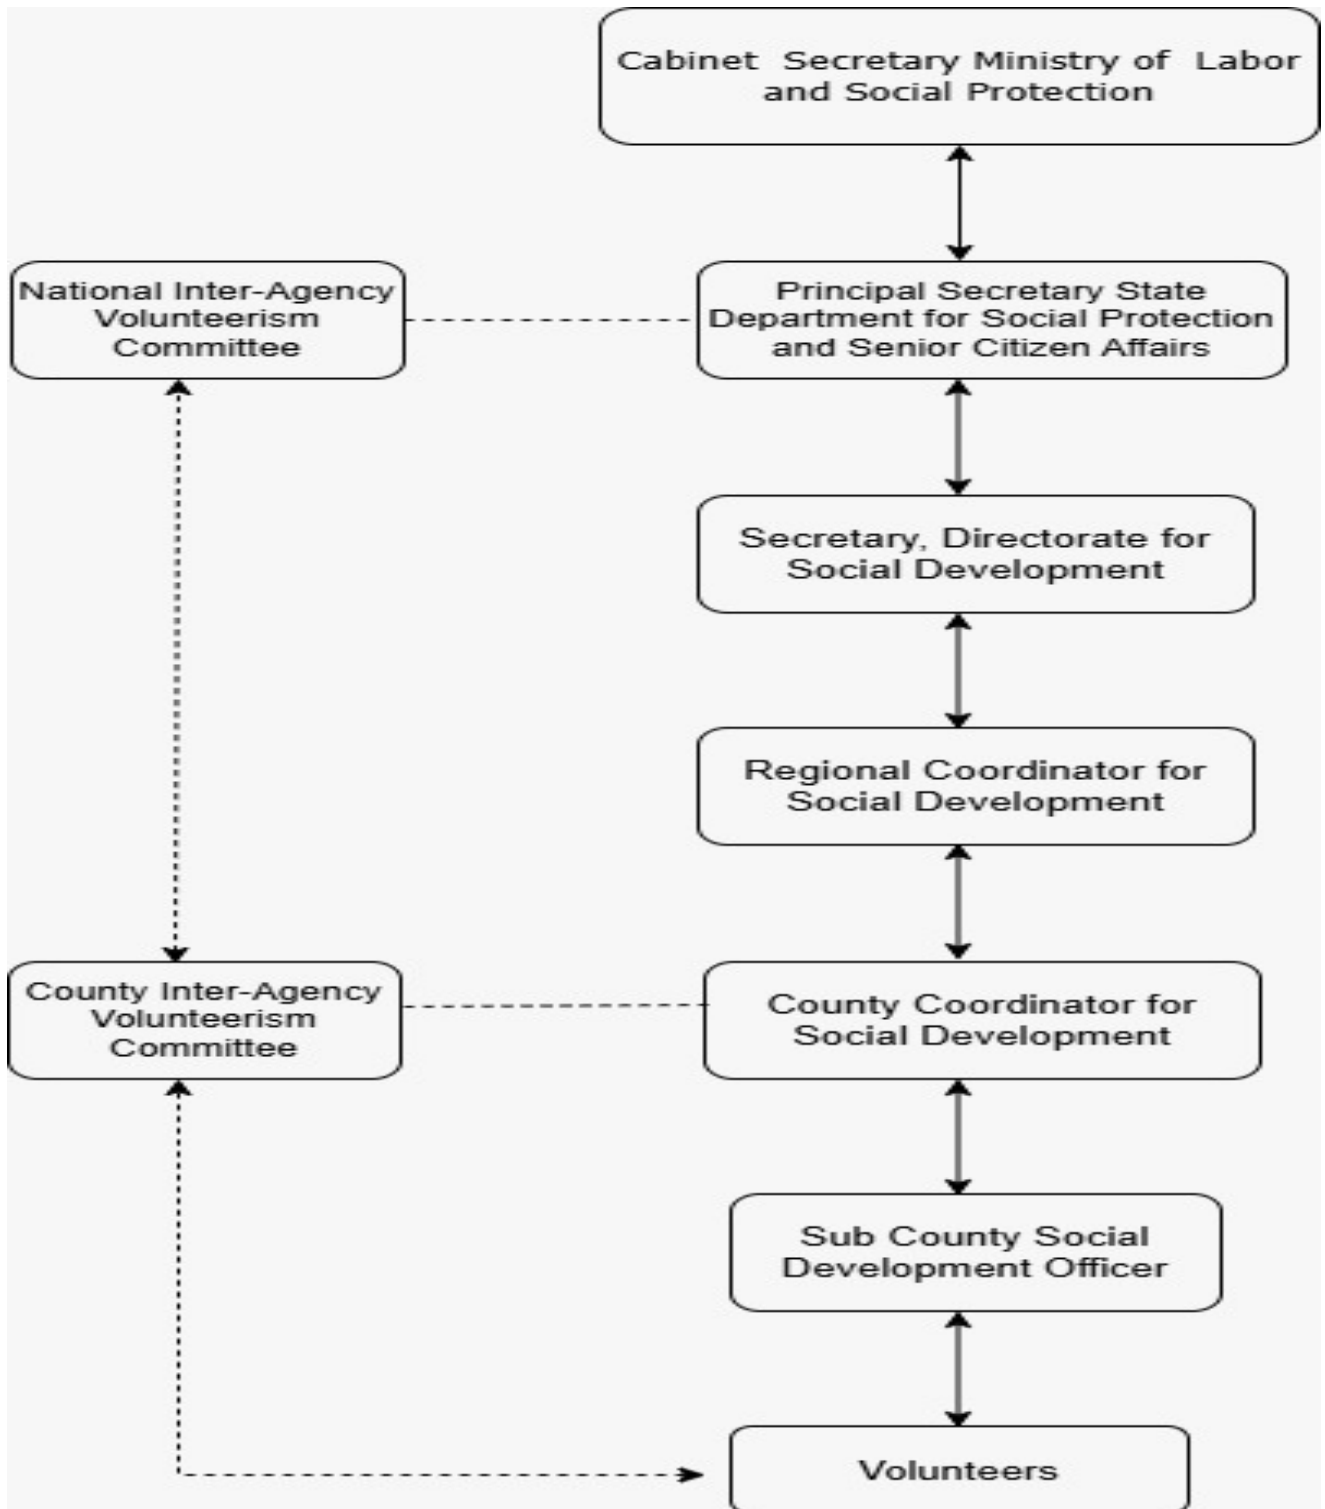 Cabinet Secretary Ministry of Labor
and Social Protection
National Inter-Agency
Volunteerism
Committee
Principal Secretary State
Department for Social Protection
and Senior Citizen Affairs
Secretary, Directorate for
Social Development
Regional Coordinator for
Social Development
County Inter-Agency
Volunteerism
Committee
County Coordinator for
Social Development
Sub County Social
Development Officer
Volunteers